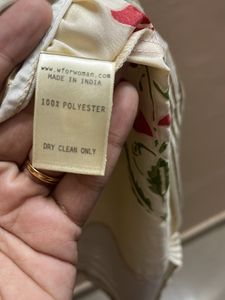 www.wforwoman.com
MADE IN INDIA
100% POLYESTER
DRY CLEAN ONLY